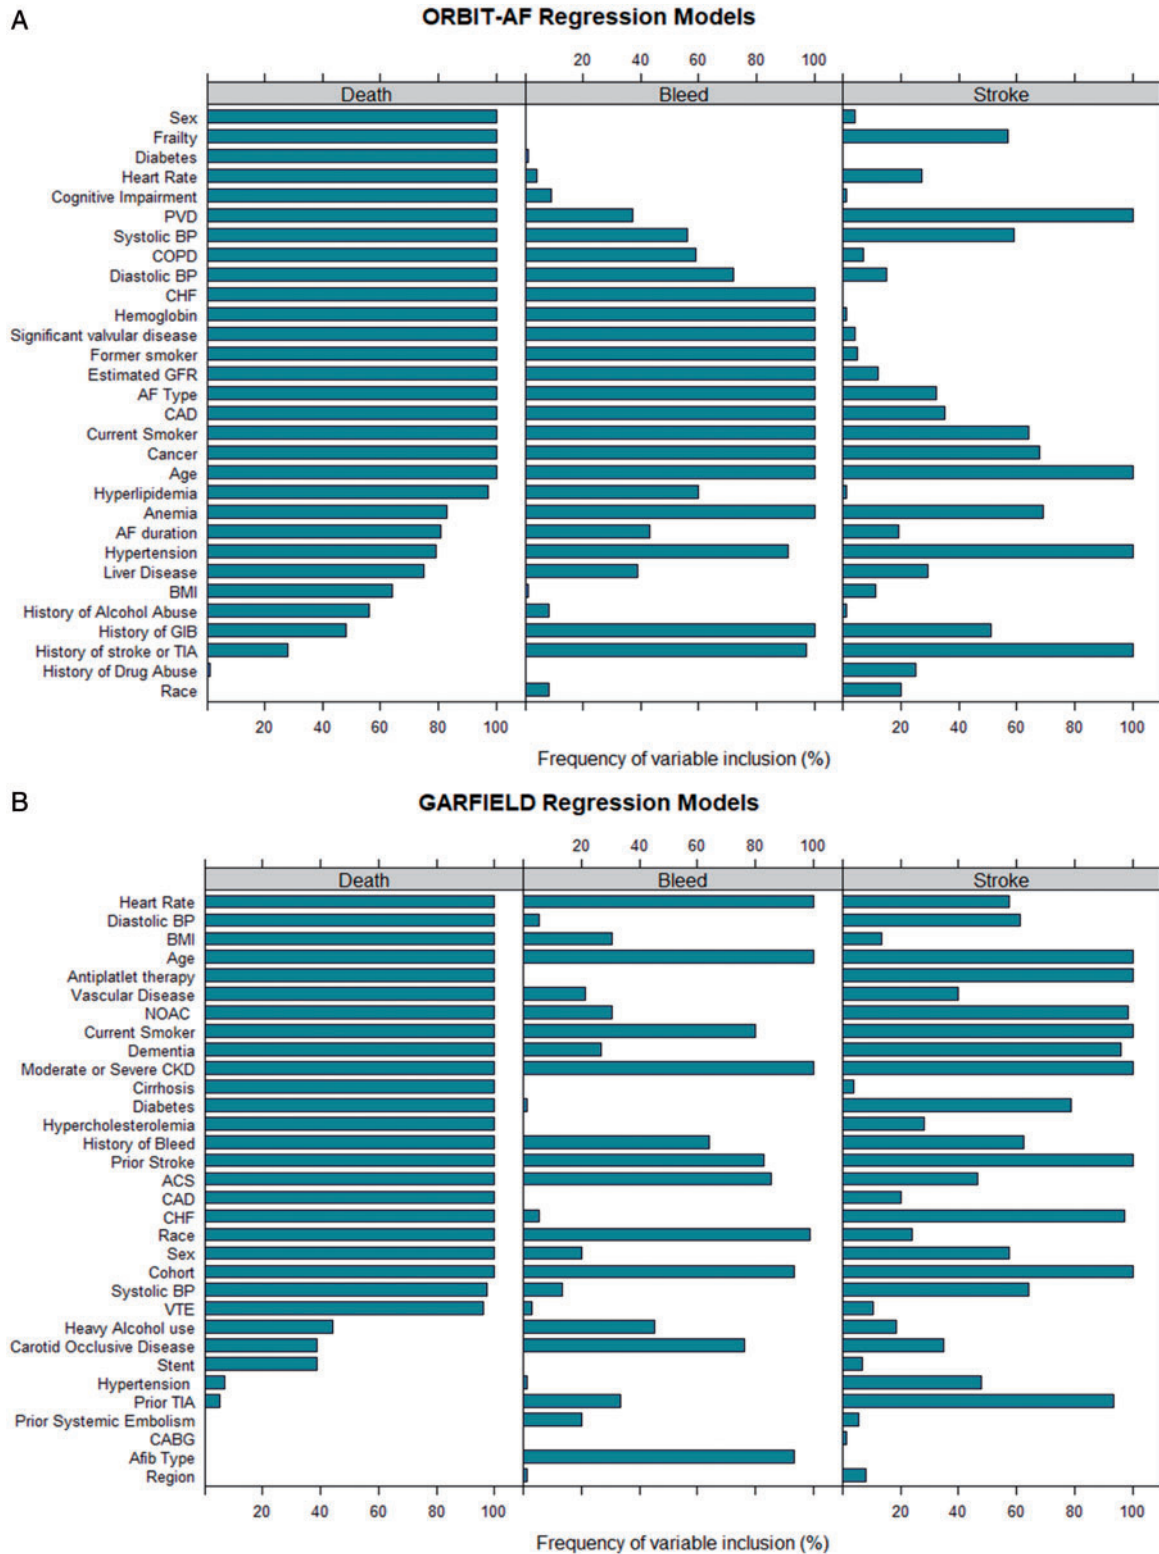 A
ORBIT-AF Regression Models
20 40 60 80 100
Death Bleed Stroke
Sex
Frailty
Diabetes
Heart Rate
Cognitive Impairment
PVD
Systolic BP
COPD
Diastolic BP
CHF
Hemoglobin
Significant valvular disease
Former smoker
Estimated GFR
AF Type
CAD
Current Smoker
Cancer
Age
Hyperlipidemia
Anemia
AF duration
Hypertension
Liver Disease
BMI
History of Alcohol Abuse
History of GIB
History of stroke or TIA
History of Drug Abuse
Race
20 40 60 80 100 20 40 60 80 100
Frequency of variable inclusion (%)
B
GARFIELD Regression Models
20 40 60 80 100
Death Bleed Stroke
Heart Rate
Diastolic BP
BMI
Age
Antiplatlet therapy
Vascular Disease
NOAC
Current Smoker
Dementia
Moderate or Severe CKD
Cirrhosis
Diabetes
Hypercholesterolemia
History of Bleed
Prior Stroke
ACS
CAD
CHF
Race
Sex
Cohort
Systolic BP
VTE
Heavy Alcohol use
Carotid Occlusive Disease
Stent
Hypertension
Prior TIA
Prior Systemic Embolism
CABG
Afib Type
Region
20 40 60 80 100 20 40 60 80 100
Frequency of variable inclusion (%)